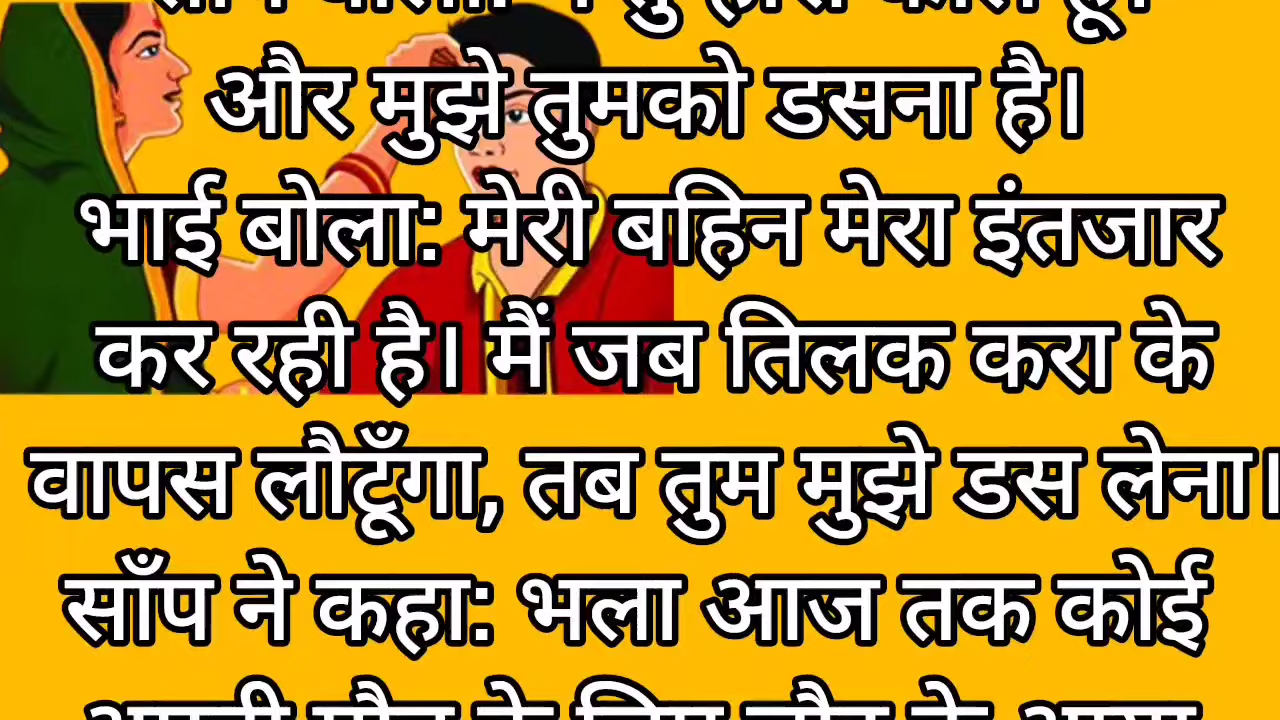 और मुझे तुमको डसना है।
भाई बोला: मेरी बहिन मेरा इंतजार
कर रही है। मैं जब तिलक करा के
वापस लौटूँगा, तब तुम मुझे डस लेना।
साँप ने कहा: भला आज तक कोई